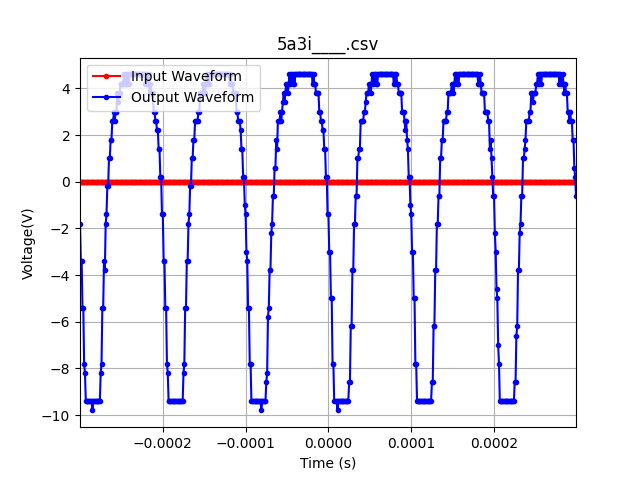 5a3i____.csv
Input Waveform
Output Waveform
Voltage(V)
4
2
0
−2
−4
−6
−8
−10
−0.0002 −0.0001 0.0000 0.0001 0.0002
Time (s)